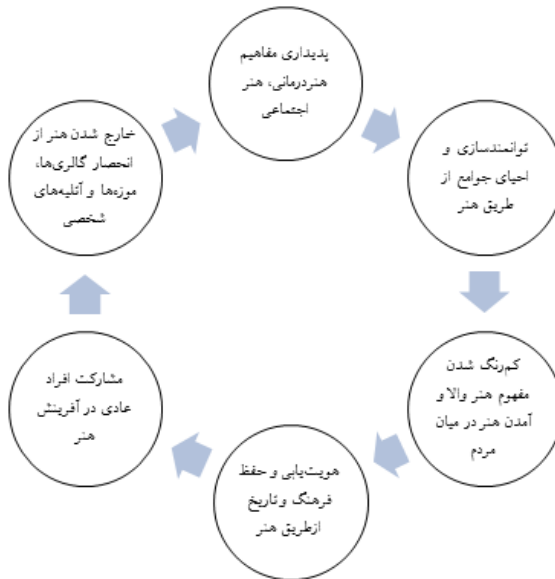 پدیداری مفاهیم
هنردرمانی، هنر
اجتماعی
توانمندسازی و
احیای جوامع از
طریق هنر
کم‌رنگ شدن
مفهوم هنر والا و
آمدن هنر در میان
مردم
هویت‌یابی و حفظ
فرهنگ و تاریخ
ازطریق هنر
مشارکت افراد
عادی در آفرینش
هنر
خارج شدن هنر از
انحصار گالری‌ها،
موزه‌ها و آتلیه‌های
شخصی